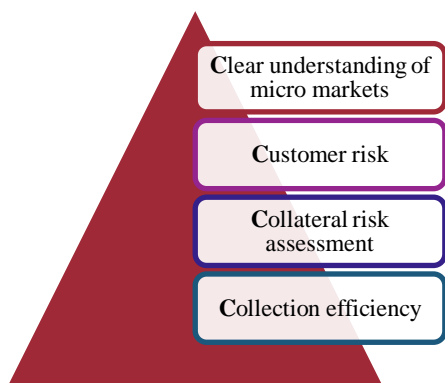 Clear understanding of
micro markets
Customer risk
Collateral risk
assessment
Collection efficiency